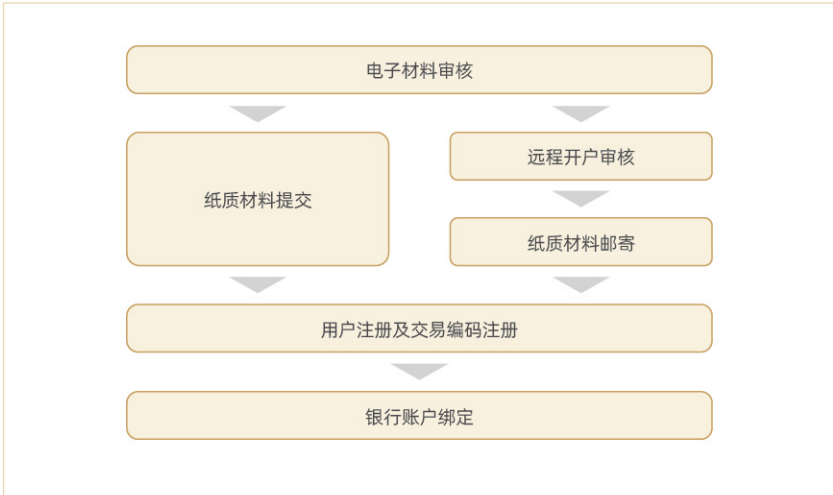 电子材料审核
纸质材料提交
远程开户审核
纸质材料邮寄
用户注册及交易编码注册
银行账户绑定